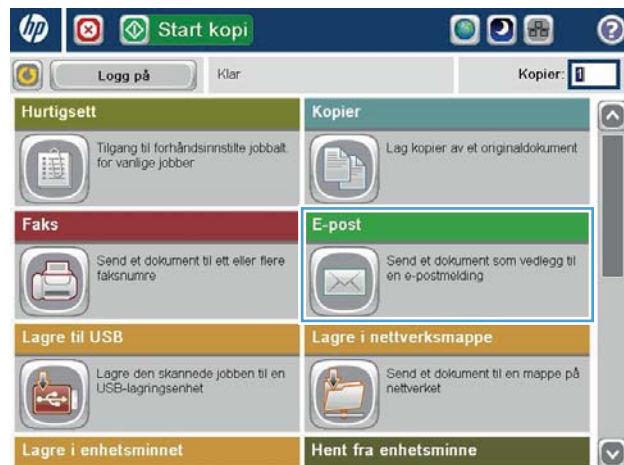 hp
Start kopi
?
Logg på
Klar
Kopier: 1
Hurtigsett
Tilgang til forhåndsinnstilte jobbalt.
for vanlige jobber
Kopier
Lag kopier av et originaldokument
Faks
Send et dokument til ett eller flere
faksnumre
E-post
Send et dokument som vedlegg til
en e-postmelding
Lagre til USB
Lagre den skannede jobben til en
USB-lagringsenhet
Lagre i nettverksmappe
Send et dokument til en mappe på
nettverket
Lagre i enhetsminnet
Hent fra enhetsminne